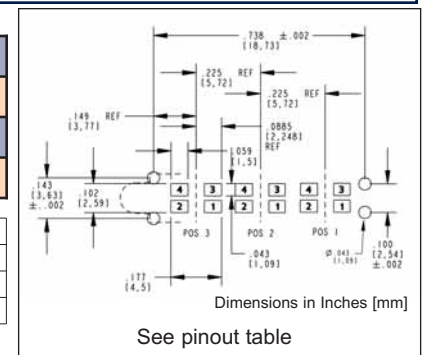 .738 ±.002
[18,73]
.225 REF
[5,72]
.225 REF
[5,72]
.149 REF
[3,77]
.0885
[2,248]
REF
.059
[1,5]
.143
[3,63]
±.002
.102
[2,59]
4 3 4 3 4 3
2 1 2 1 2 1
POS 3 POS 2 POS 1
.043
[1,09]
Ø.043
[1,09]
.100
[2,54]
±.002
.177
[4,5]
Dimensions in Inches [mm]
See pinout table